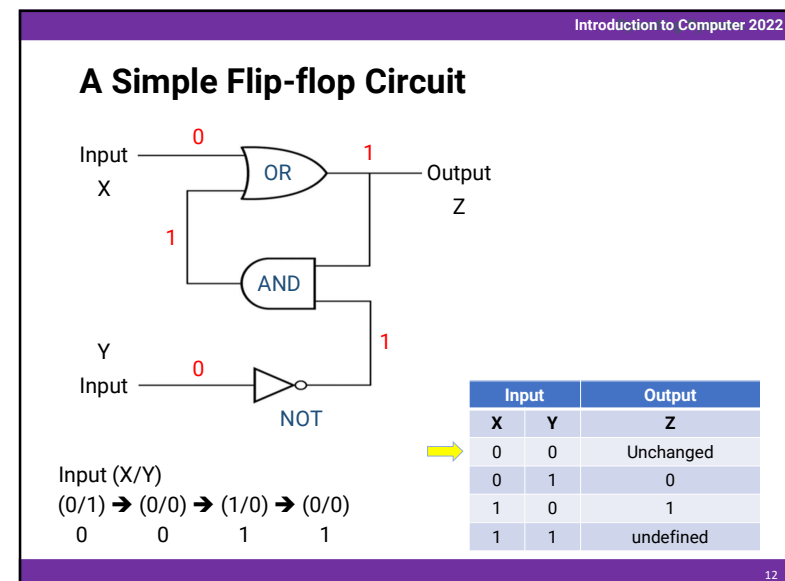 Introduction to Computer 2022
A Simple Flip-flop Circuit
0
Input
X
OR
1
Output
Z
1
AND
1
Y
Input
0
NOT
Input (X/Y)
(0/1) ➔ (0/0) ➔ (1/0) ➔ (0/0)
0 0 1 1
Input Output
X Y Z
0 0 Unchanged
0 1 0
1 0 1
1 1 undefined
12